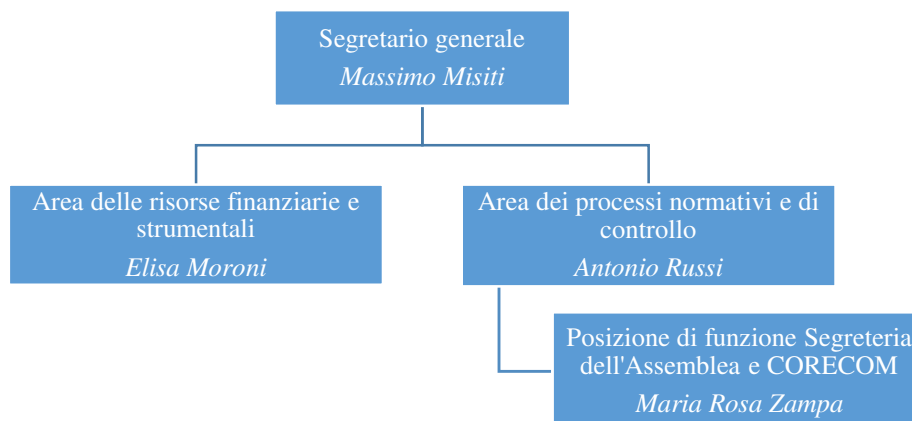 Segretario generale
Massimo Misiti
Area delle risorse finanziarie e
strumentali
Elisa Moroni
Area dei processi normativi e di
controllo
Antonio Russi
Posizione di funzione Segreteria
dell'Assemblea e CORECOM
Maria Rosa Zampa